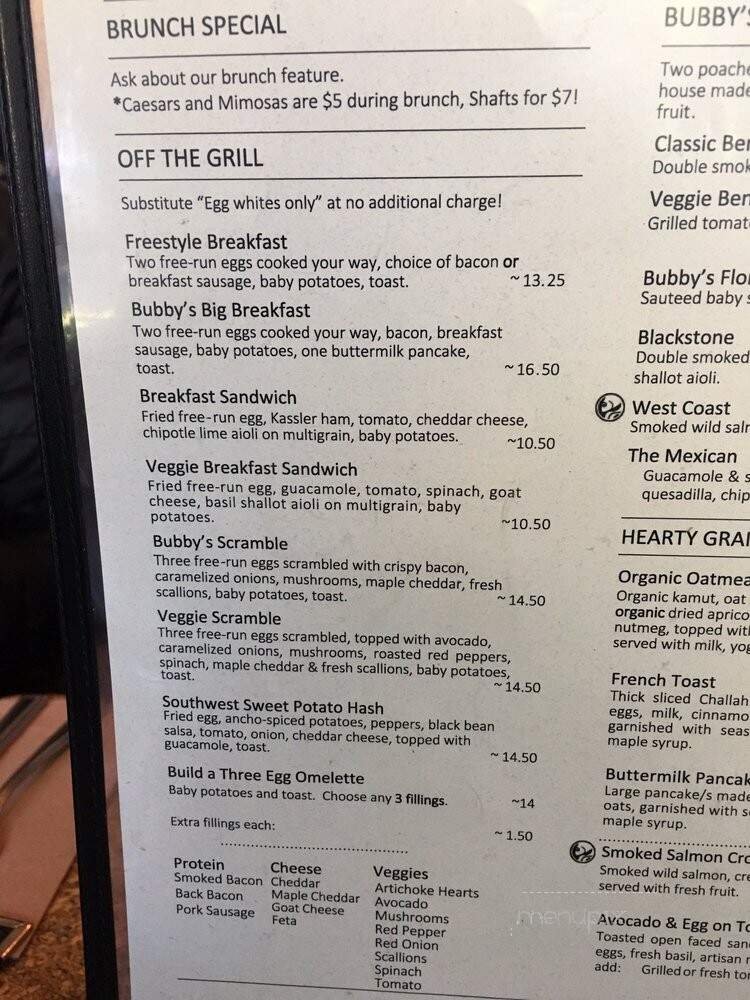 BRUNCH SPECIAL
Ask about our brunch feature.
*Caesars and Mimosas are $5 during brunch, Shafts for $7!
OFF THE GRILL
Substitute “Egg whites only” at no additional charge!
Freestyle Breakfast
Two free-run eggs cooked your way, choice of bacon or
breakfast sausage, baby potatoes, toast. ~ 13.25
Bubby's Big Breakfast
Two free-run eggs cooked your way, bacon, breakfast
sausage, baby potatoes, one buttermilk pancake,
toast. ~ 16.50
Breakfast Sandwich
Fried free-run egg, Kassler ham, tomato, cheddar cheese,
chipotle lime aioli on multigrain, baby potatoes. ~10.50
Veggie Breakfast Sandwich
Fried free-run egg, guacamole, tomato, spinach, goat
cheese, basil shallot aioli on multigrain, baby
potatoes. ~10.50
Bubby's Scramble
Three free-run eggs scrambled with crispy bacon,
caramelized onions, mushrooms, maple cheddar, fresh
scallions, baby potatoes, toast. ~ 14.50
Veggie Scramble
Three free-run eggs scrambled, topped with avocado,
caramelized onions, mushrooms, roasted red peppers,
spinach, maple cheddar & fresh scallions, baby potatoes,
toast. ~ 14.50
Southwest Sweet Potato Hash
Fried egg, ancho-spiced potatoes, peppers, black bean
salsa, tomato, onion, cheddar cheese, topped with
guacamole, toast. ~ 14.50
Build a Three Egg Omelette
Baby potatoes and toast. Choose any 3 fillings. ~14
Extra fillings each: ~ 1.50
Protein
Smoked Bacon
Back Bacon
Pork Sausage
Cheese
Cheddar
Maple Cheddar
Goat Cheese
Feta
Veggies
Artichoke Hearts
Avocado
Mushrooms
Red Pepper
Red Onion
Scallions
Spinach
Tomato
BUBBY'S
Two poache
house made
fruit.
Classic Ben
Double smok
Veggie Ben
Grilled tomat
Bubby's Flo
Sauteed baby s
Blackstone
Double smoked
shallot aioli.
West Coast
Smoked wild salm
The Mexican
Guacamole & s
quesadilla, chip
HEARTY GRAI
Organic Oatmea
Organic kamut, oat
organic dried aprico
nutmeg, topped with
served with milk, yog
French Toast
Thick sliced Challah
eggs, milk, cinnamo
garnished with seas
maple syrup.
Buttermilk Pancak
Large pancake/s made
oats, garnished with s
maple syrup.
Smoked Salmon Cro
Smoked wild salmon, cre
served with fresh fruit.
Avocado & Egg on To
Toasted open faced sand
eggs, fresh basil, artisan
add: Grilled or fresh to